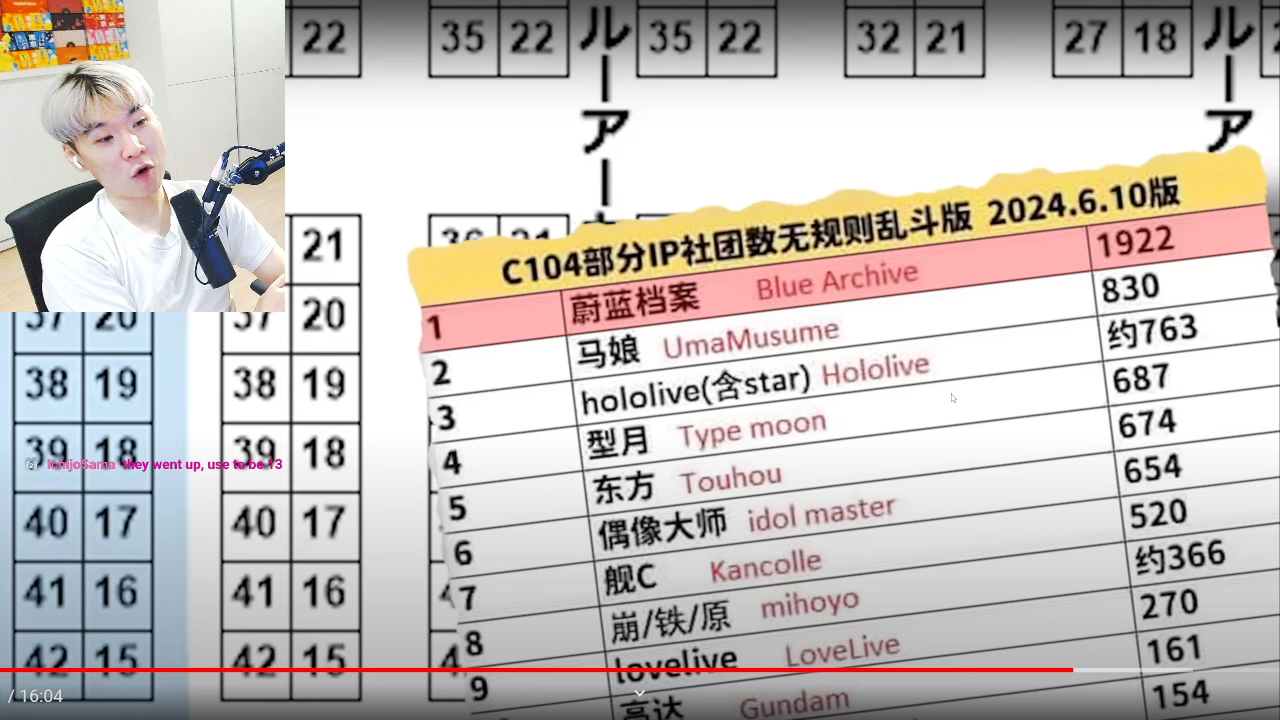 22
35 22
35 22
32 21
27 18
ルーア
ルーア
21
37 20
37 20
38 19
38 19
39 18
39 18
40 17
40 17
41 16
41 16
42 15
42 15
C104部分IP社团数无规则乱斗版 2024.6.10版
1 蔚蓝档案 Blue Archive 1922
2 马娘 UmaMusume 830
3 hololive(含star) Hololive 约763
4 型月 Type moon 687
5 东方 Touhou 674
6 偶像大师 idol master 654
7 舰C Kancolle 520
8 崩/铁/原 mihoyo 约366
9 lovelive LoveLive 270
高达 Gundam 161
154
IchijoSama they went up, use to be 13
/ 16:04